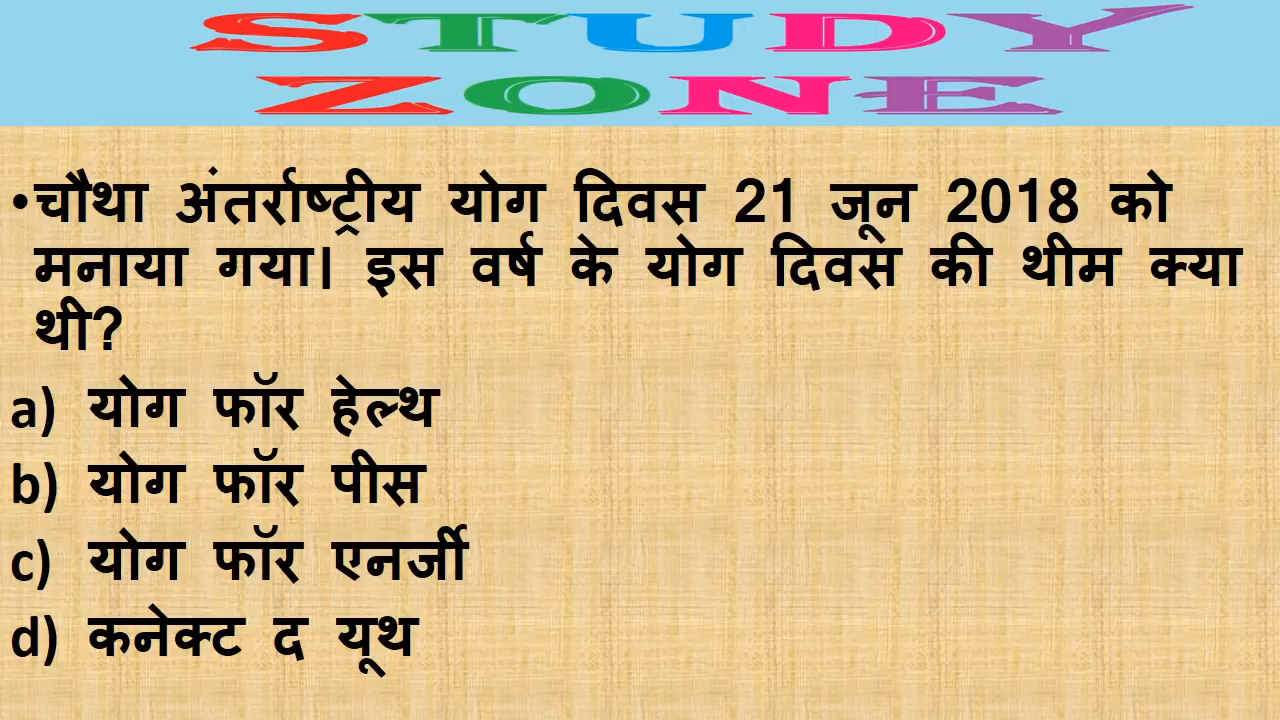 STUDY
ZONE
•चौथा अंतर्राष्ट्रीय योग दिवस 21 जून 2018 को
मनाया गया। इस वर्ष के योग दिवस की थीम क्या
थी?
a) योग फॉर हेल्थ
b) योग फॉर पीस
c) योग फॉर एनर्जी
d) कनेक्ट द यूथ